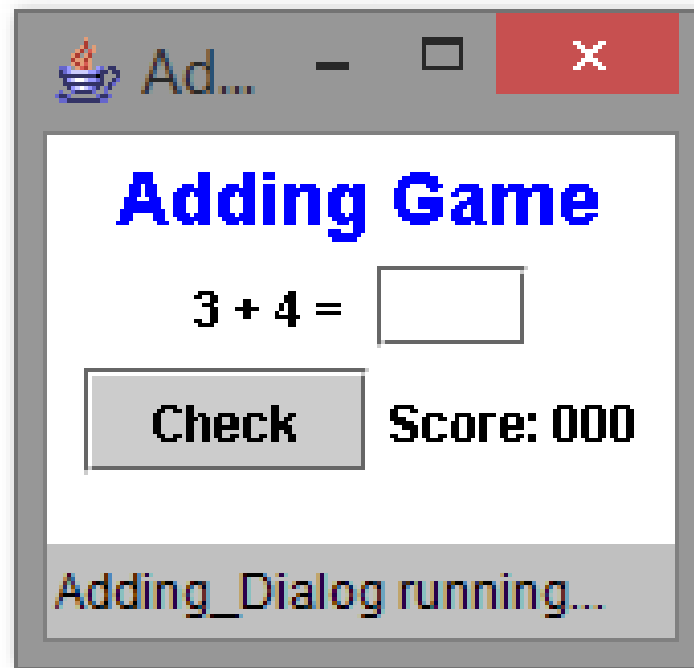 Ad...
Adding Game
3 + 4 =
Check Score: 000
Adding_Dialog running...